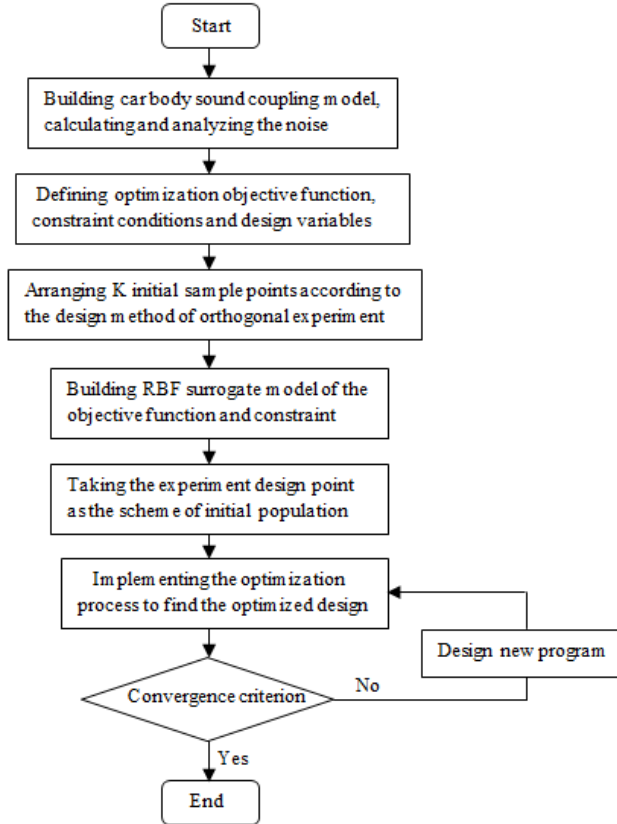 Start
Building car body sound coupling model,
calculating and analyzing the noise
Defining optimization objective function,
constraint conditions and design variables
Arranging K initial sample points according to
the design method of orthogonal experiment
Building RBF surrogate model of the
objective function and constraint
Taking the experiment design point
as the scheme of initial population
Implementing the optimization
process to find the optimized design
Design new program
Convergence criterion
No
Yes
End